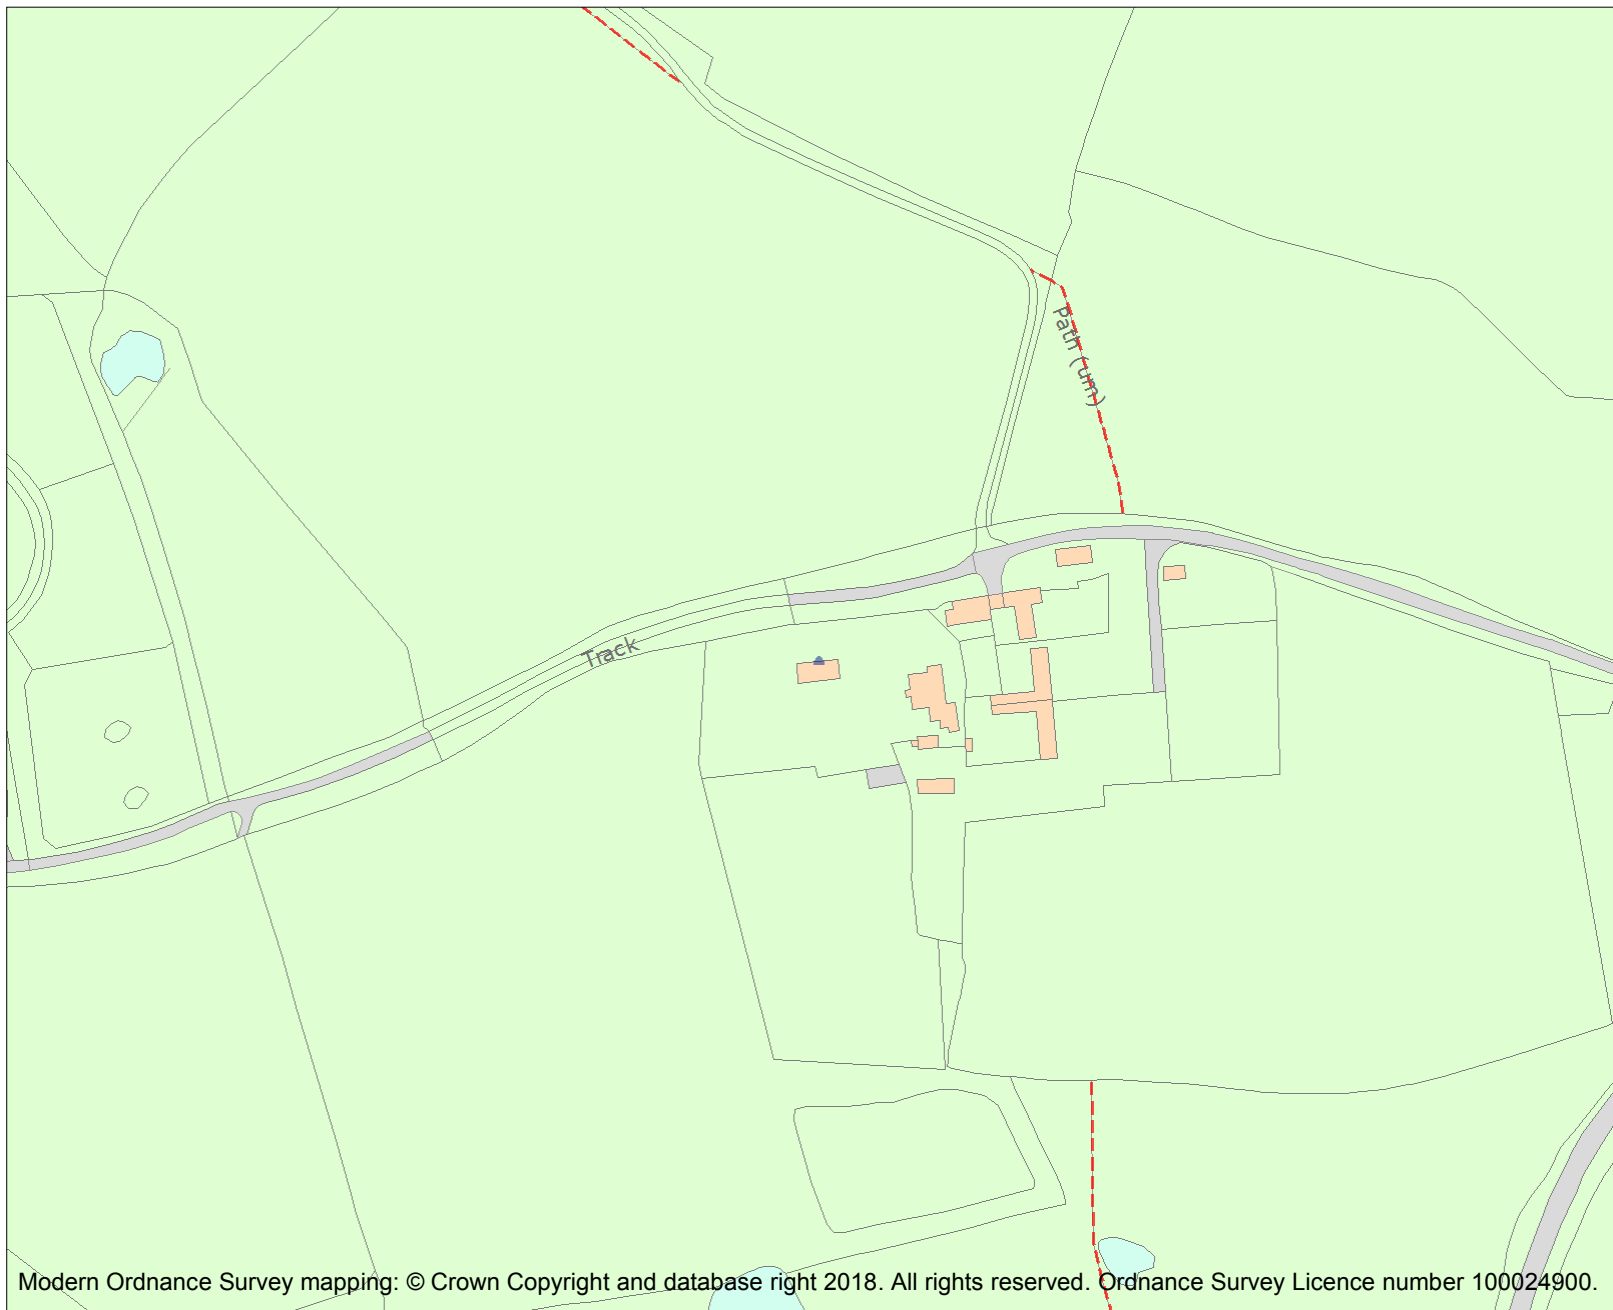 Path (um)
Track
Modern Ordnance Survey mapping: © Crown Copyright and database right 2018. All rights reserved. Ordnance Survey Licence number 100024900.